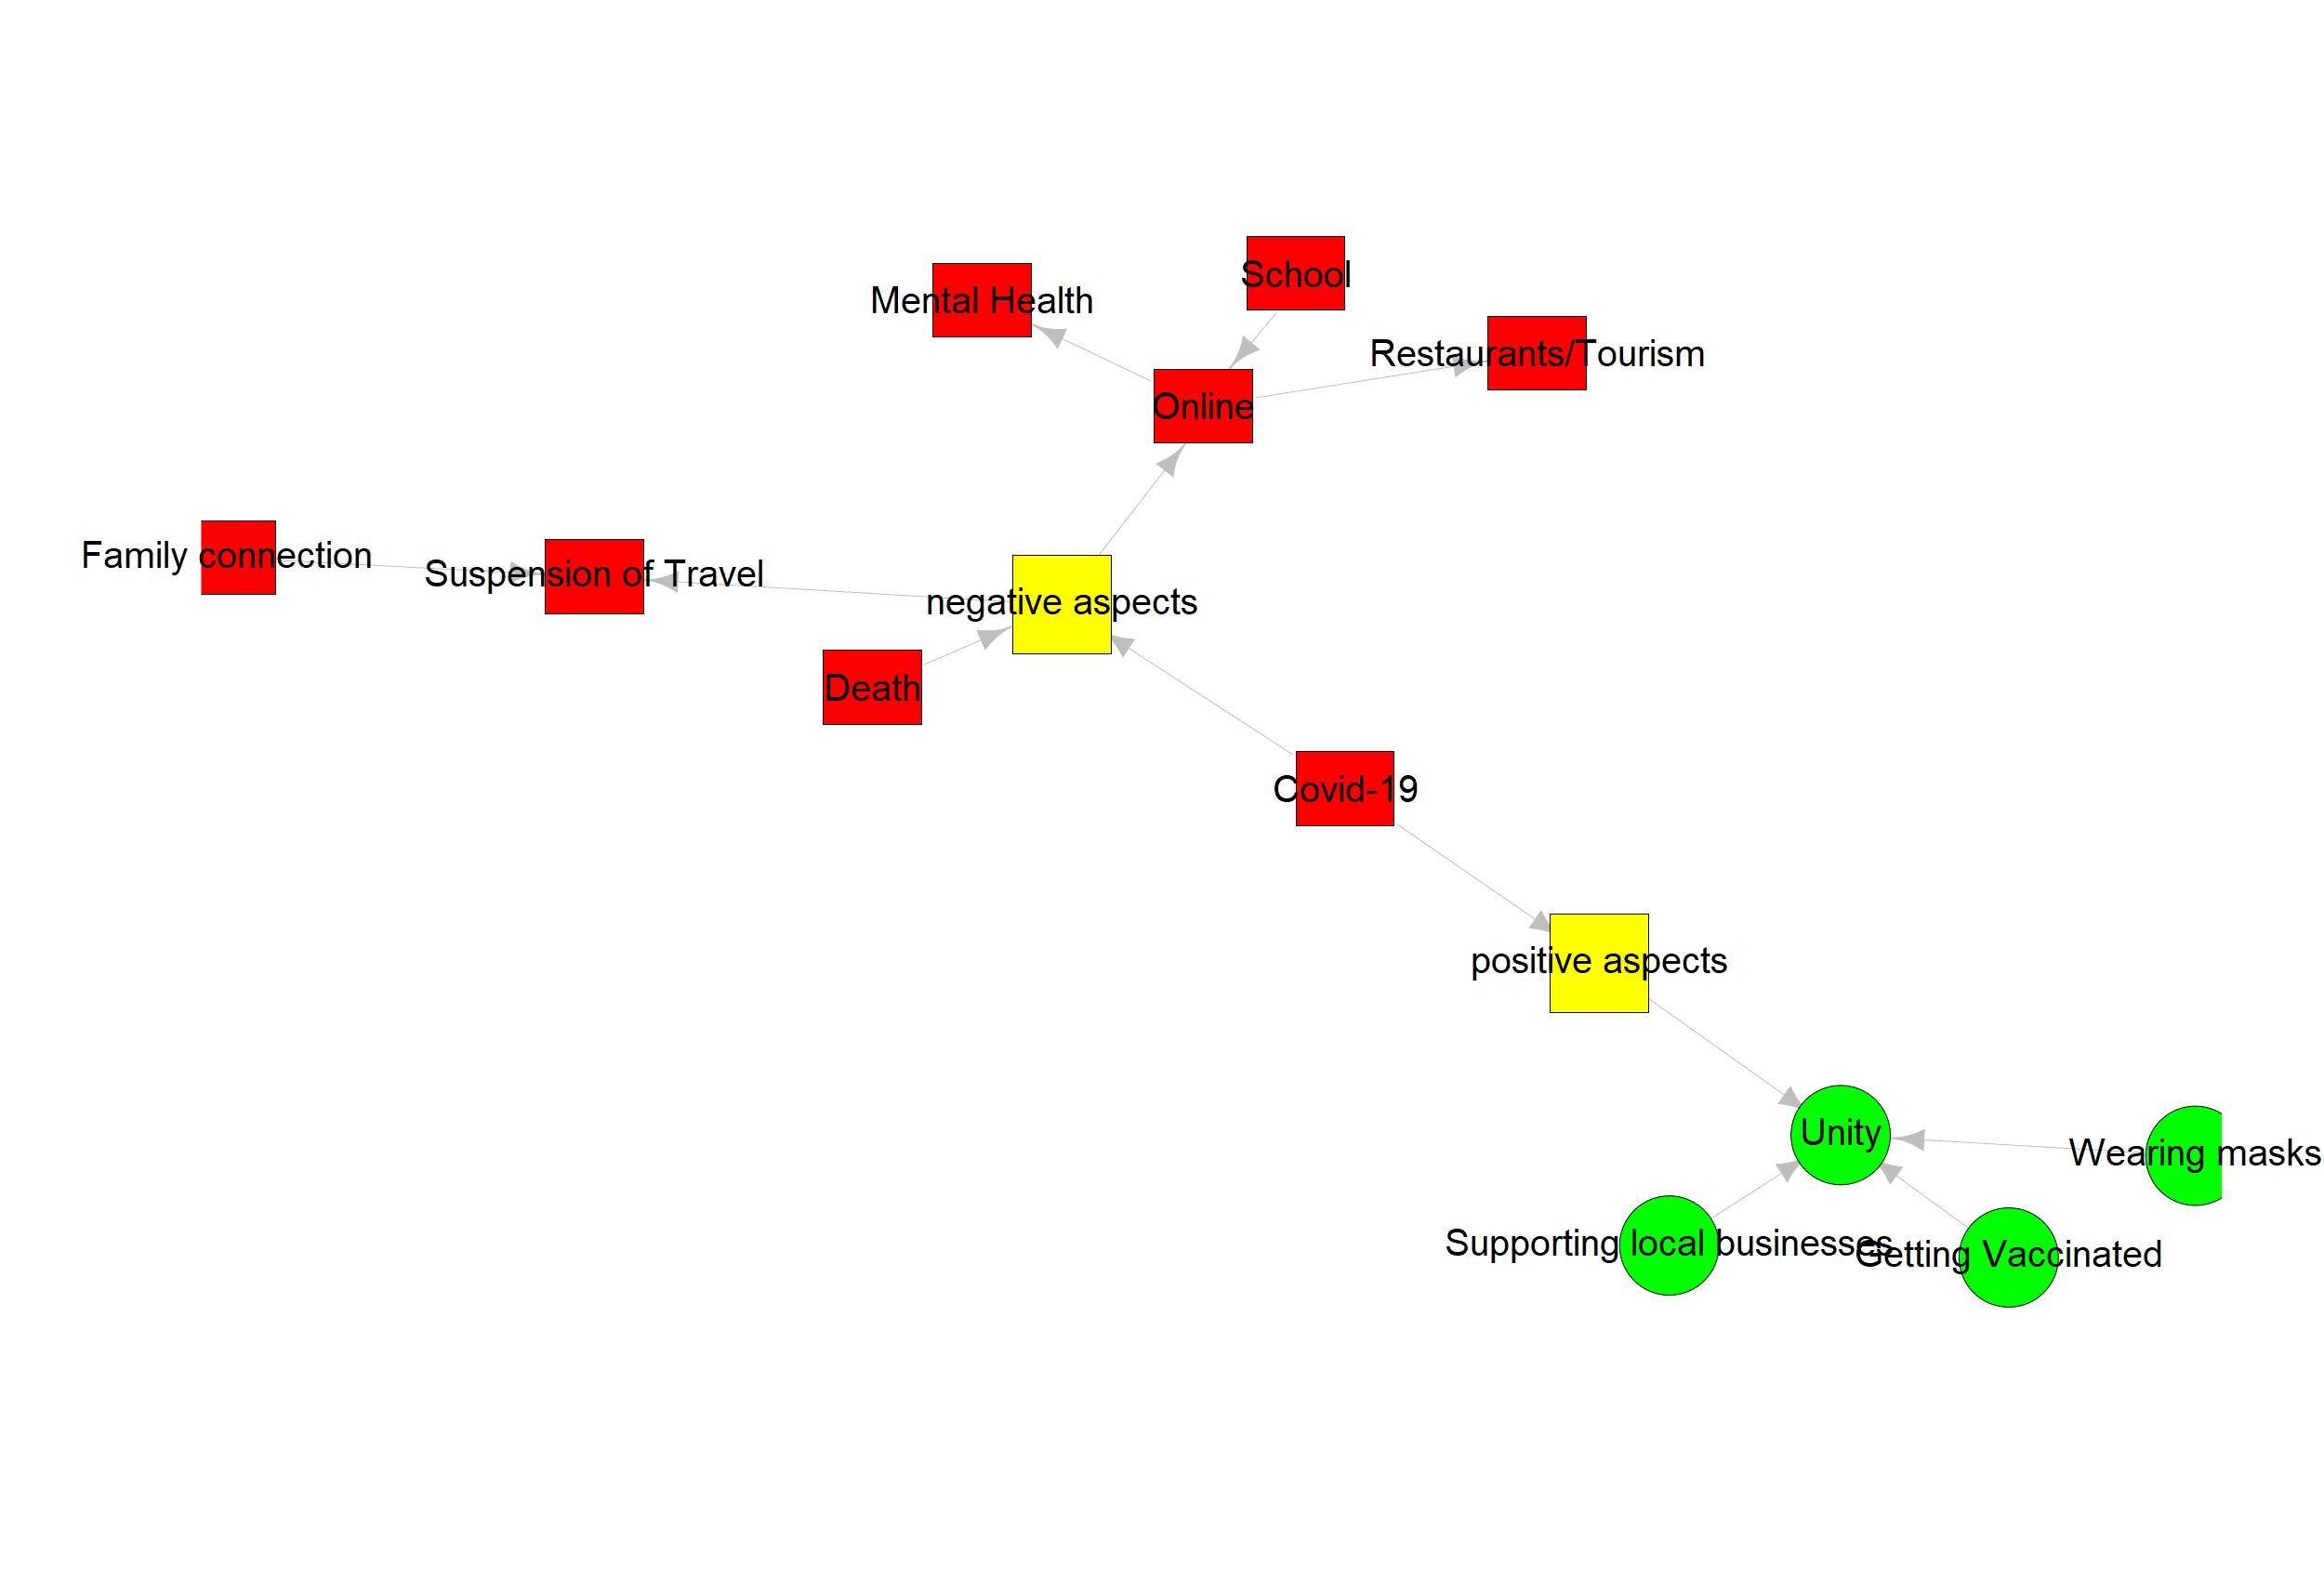 School
Mental Health
Restaurants/Tourism
Online
Family connection
Suspension of Travel
negative aspects
Death
Covid-19
positive aspects
Unity
Wearing masks
Supporting local businesses
Getting Vaccinated